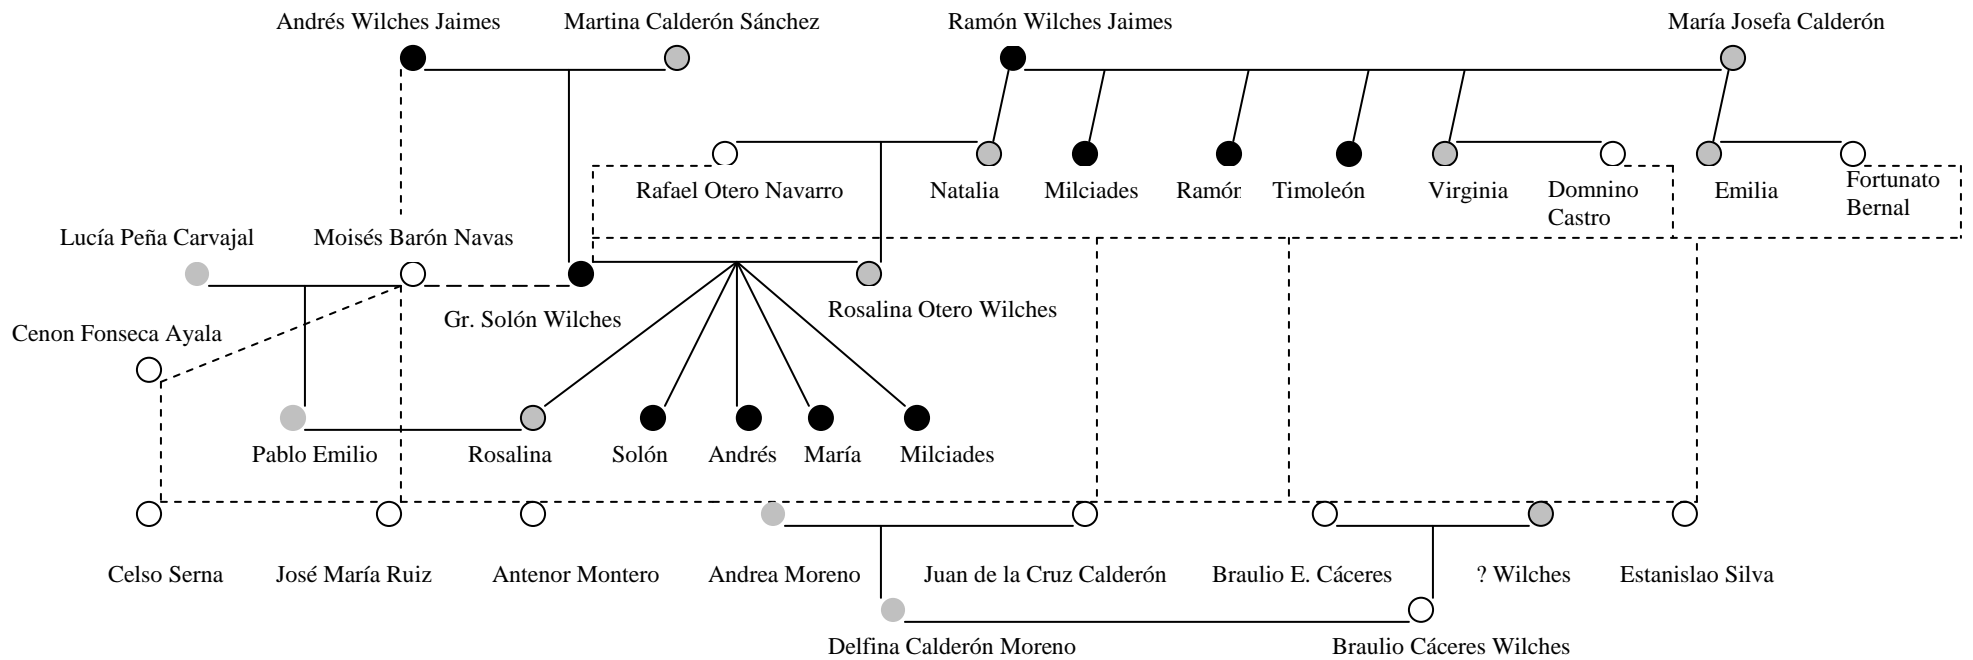 Andrés Wilches Jaimes
Martina Calderón Sánchez
Ramón Wilches Jaimes
María Josefa Calderón
Rafael Otero Navarro
Natalia
Milciades
Ramón
Timoleón
Virginia
Domnino
Castro
Emilia
Fortunato
Bernal
Lucía Peña Carvajal
Moisés Barón Navas
Gr. Solón Wilches
Rosalina Otero Wilches
Cenon Fonseca Ayala
Pablo Emilio
Rosalina
Solón
Andrés
María
Milciades
Celso Serna
José María Ruiz
Antenor Montero
Andrea Moreno
Juan de la Cruz Calderón
Braulio E. Cáceres
? Wilches
Estanislao Silva
Delfina Calderón Moreno
Braulio Cáceres Wilches